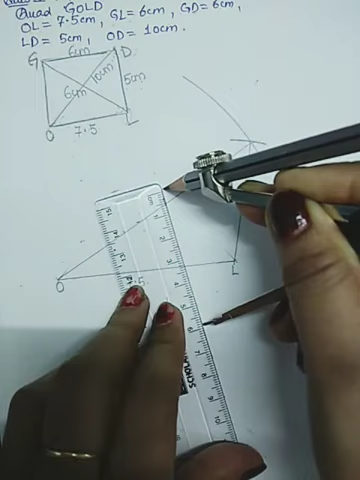 Quad GOLD
OL = 7.5cm, GL = 6cm, GD = 6cm,
LD = 5cm, OD = 10cm.
6cm
G
D
10cm
5cm
6cm
O
7.5
L
O
L